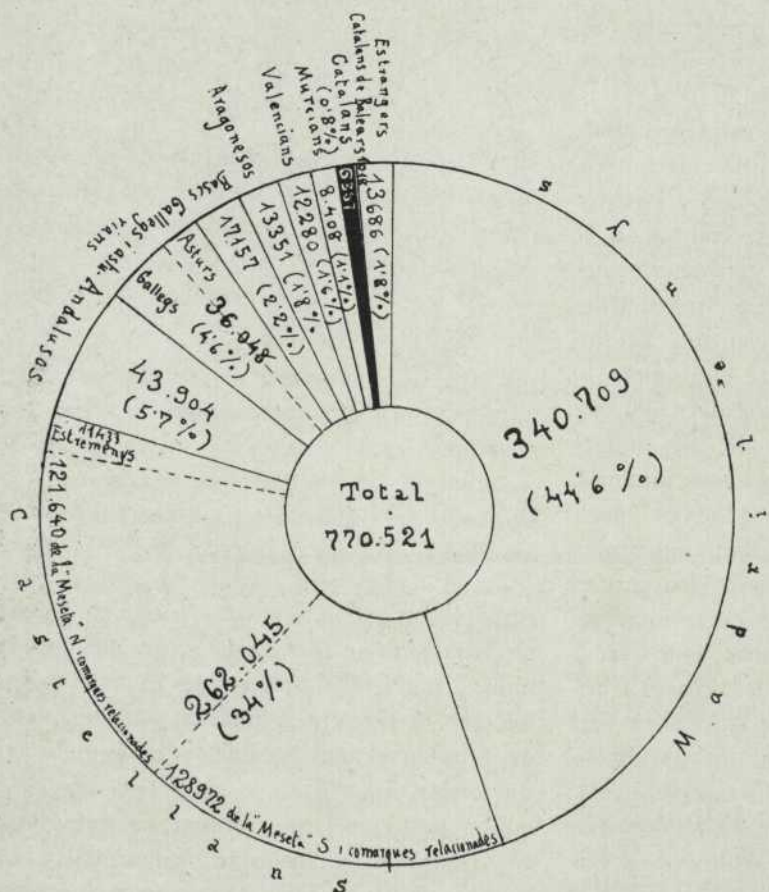 Estrangers
13686 (1'8%)
Catalans de Balears
Catalans
(0'8%)
6357
Murcians
8.408 (1'1%)
Valencians
12280 (1'6%)
Aragonesos
13351 (1'8%
Bascs
17.157 (2'2%)
Gallegs i astu-
rians
Asturs
Gallegs
36.048
(4'6%)
Andalusos
43.904
(5'7%)
11433
Estremenys
121.640 de la "Meseta" N. i comarques relacionades
Castellans
262.045
(34%)
128972 de la "Meseta" S i comarques relacionades
Madrilenys
340.709
(44'6%)
Total
770.521